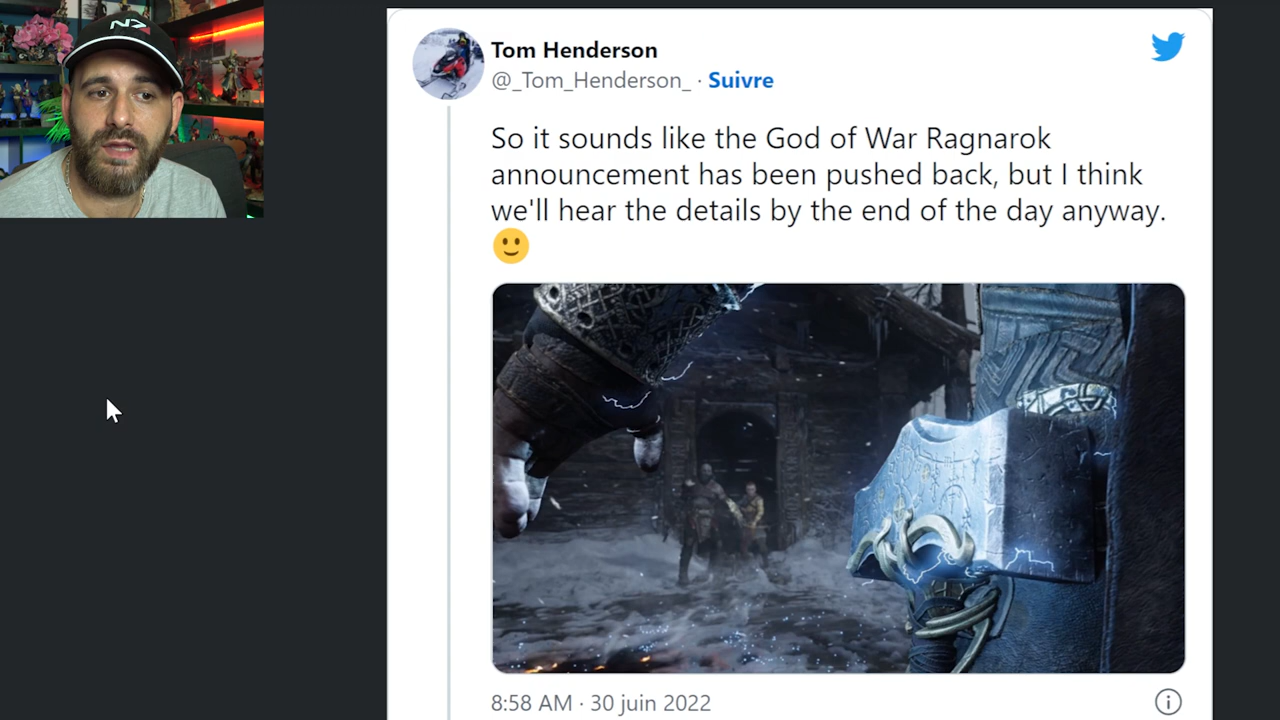 N7
Tom Henderson
@_Tom_Henderson_ · Suivre
So it sounds like the God of War Ragnarok
announcement has been pushed back, but I think
we'll hear the details by the end of the day anyway.
🙂
8:58 AM · 30 juin 2022